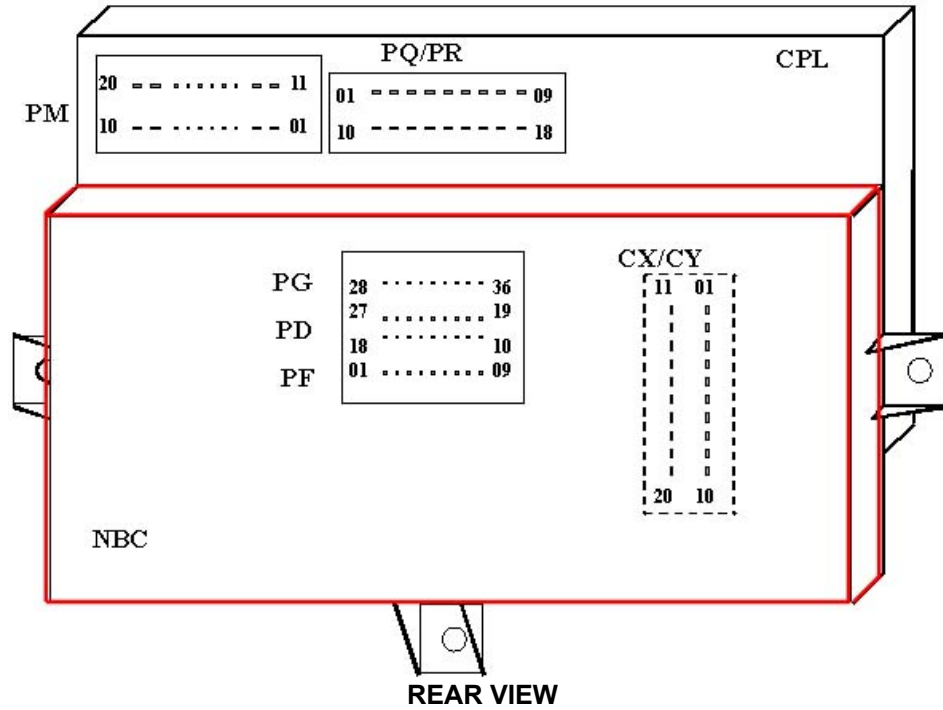 PQ/PR CPL
20 11
PM
01 09
10 01
10 18
CX/CY
PG 28 36
11 01
27 19
PD
18 10
PF 01 09
20 10
NBC
REAR VIEW